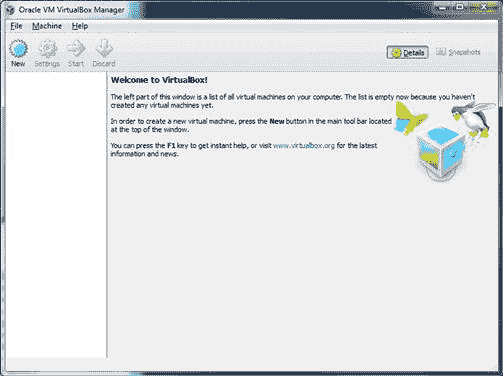 Oracle VM VirtualBox Manager
File Machine Help
New Settings Start Discard
Details Snapshots
Welcome to VirtualBox!
The left part of this window is a list of all virtual machines on your computer. The list is empty now because you haven't
created any virtual machines yet.
In order to create a new virtual machine, press the New button in the main tool bar located
at the top of the window.
You can press the F1 key to get instant help, or visit www.virtualbox.org for the latest
information and news.